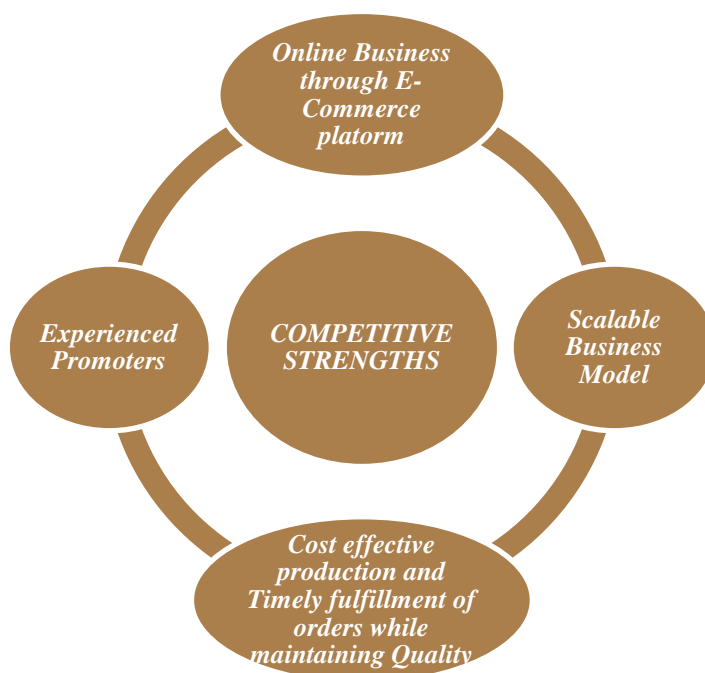 Online Business
through E-
Commerce
platorm
Experienced
Promoters
COMPETITIVE
STRENGTHS
Scalable
Business
Model
Cost effective
production and
Timely fulfillment of
orders while
maintaining Quality